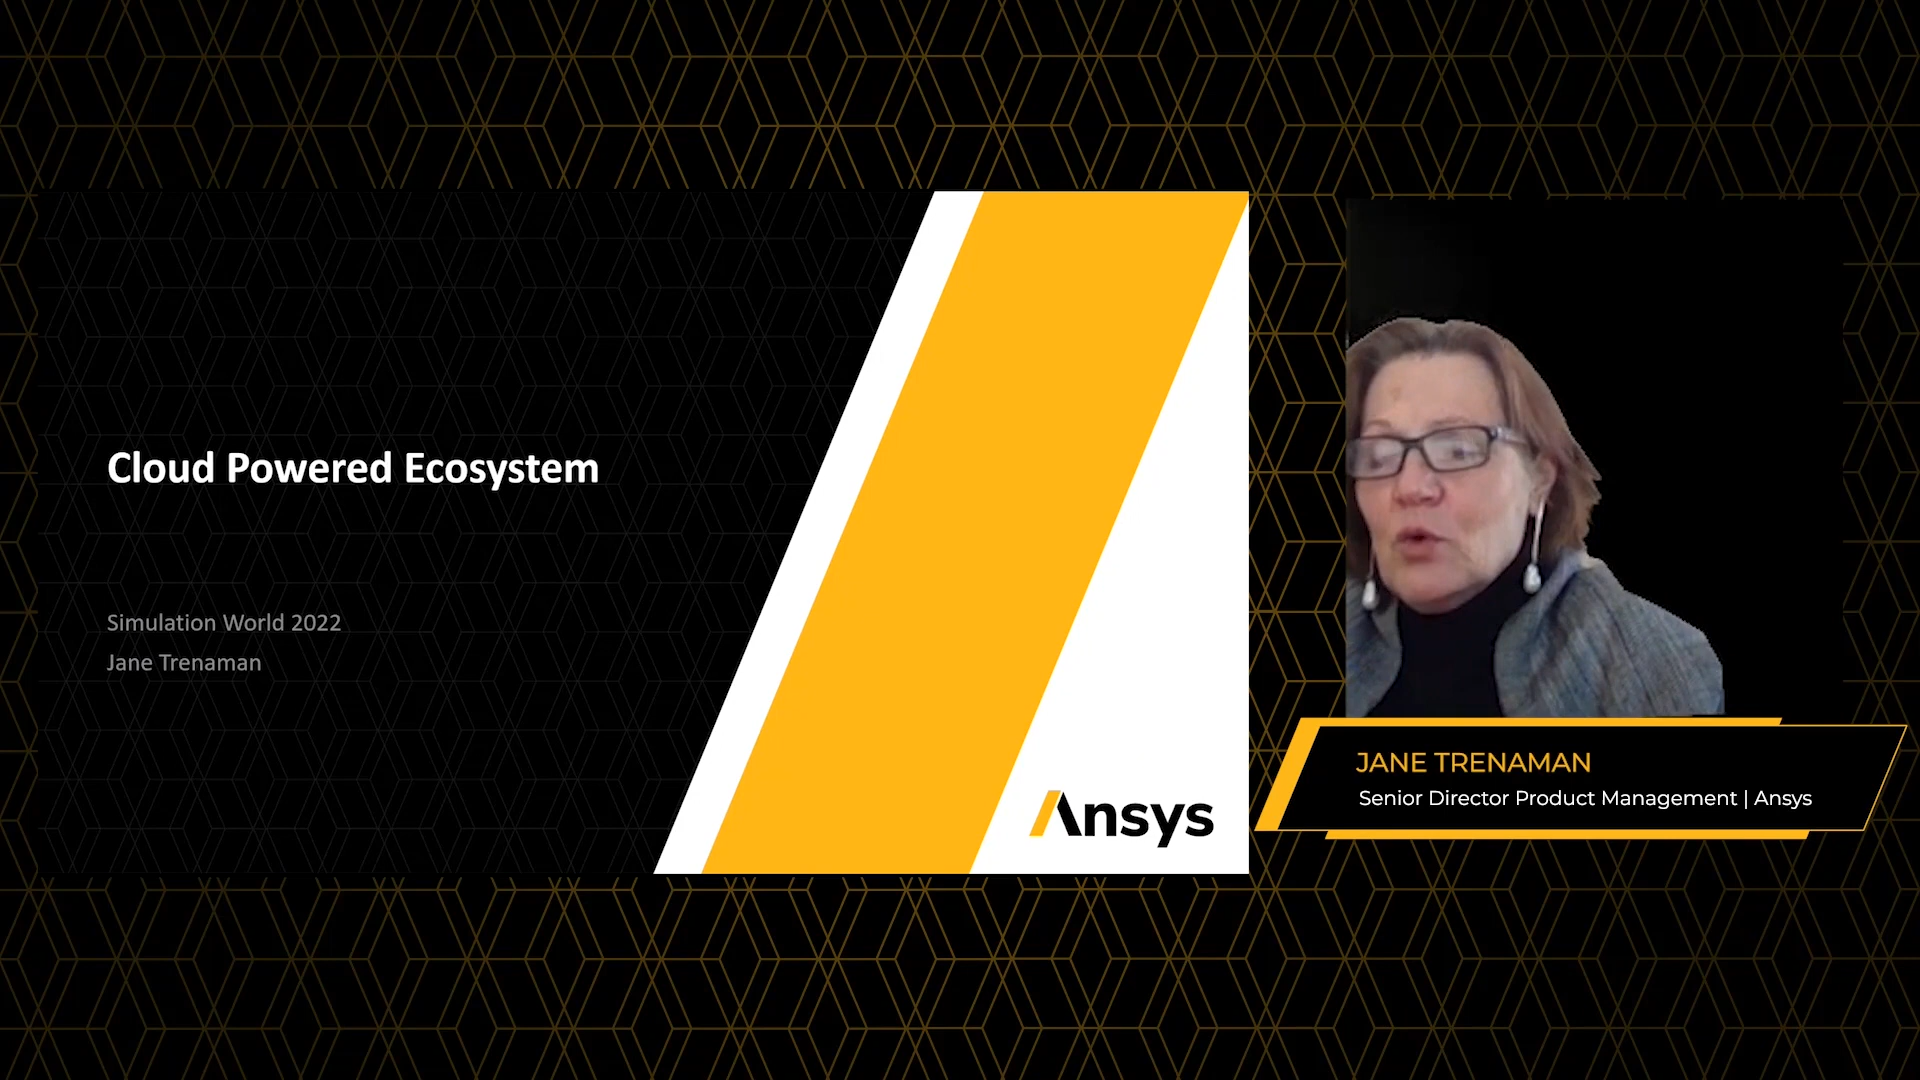 Cloud Powered Ecosystem
Simulation World 2022
Jane Trenaman
Ansys
JANE TRENAMAN
Senior Director Product Management | Ansys